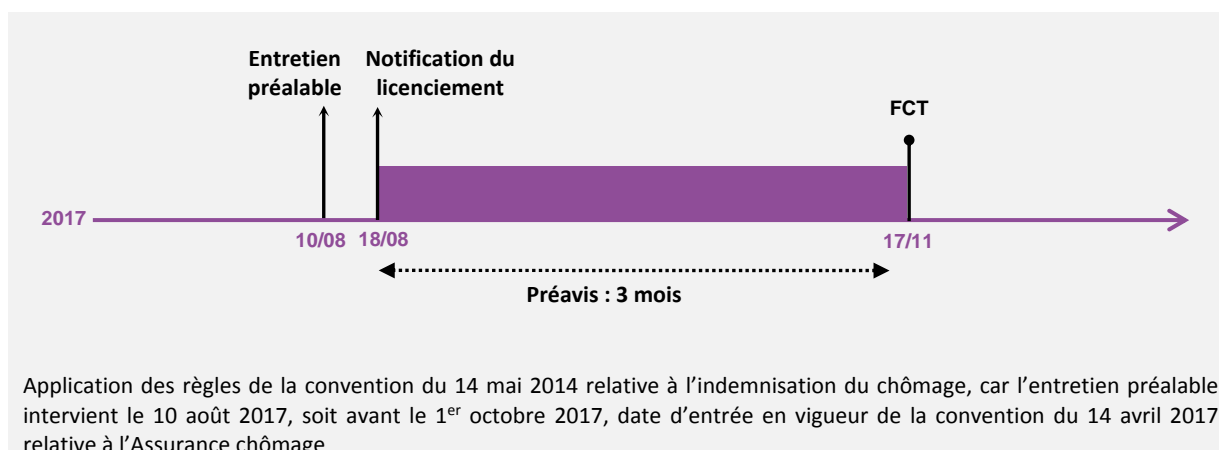 Entretien préalable
Notification du licenciement
FCT
2017
10/08
18/08
17/11
Préavis : 3 mois
Application des règles de la convention du 14 mai 2014 relative à l'indemnisation du chômage, car l'entretien préalable
intervient le 10 août 2017, soit avant le 1er octobre 2017, date d'entrée en vigueur de la convention du 14 avril 2017
relative à l'Assurance chômage